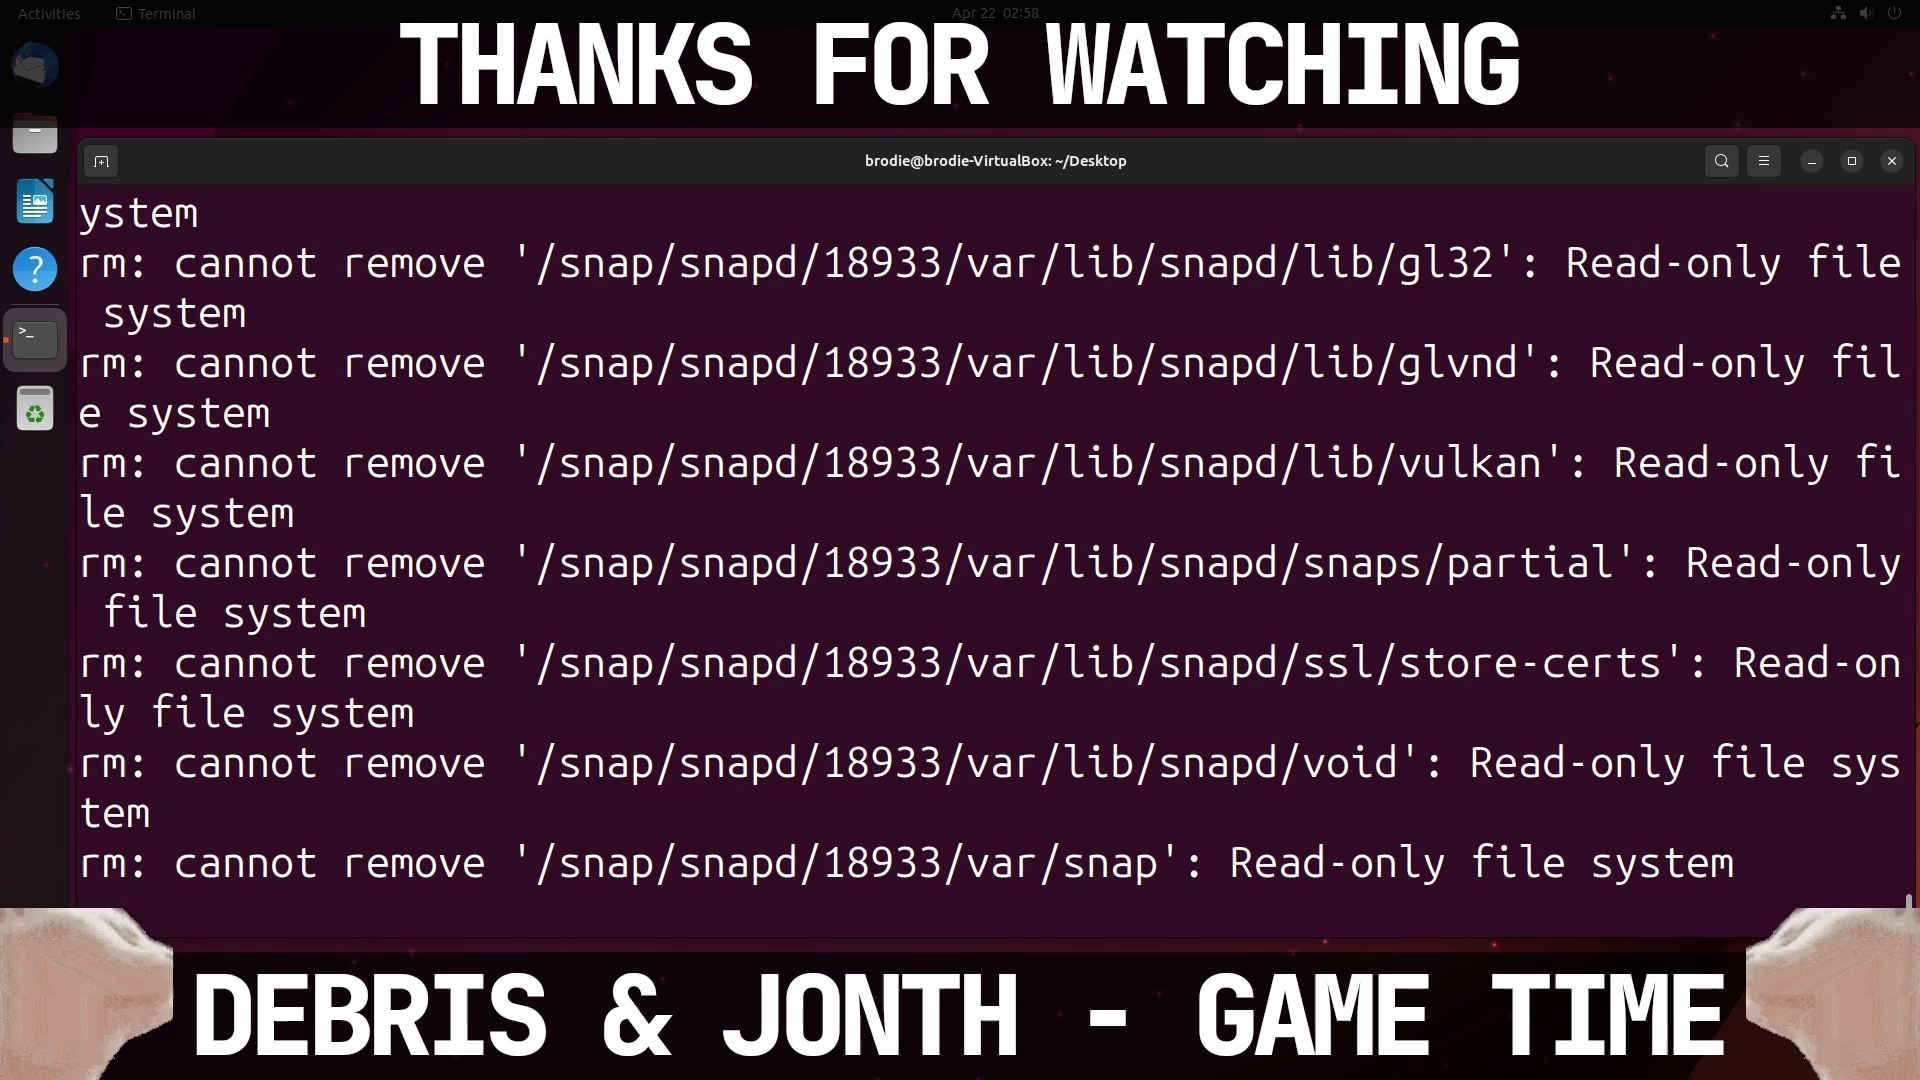 Activities Terminal Apr 22 02:58
THANKS FOR WATCHING
brodie@brodie-VirtualBox: ~/Desktop
ystem
rm: cannot remove '/snap/snapd/18933/var/lib/snapd/lib/gl32': Read-only file
 system
rm: cannot remove '/snap/snapd/18933/var/lib/snapd/lib/glvnd': Read-only fil
e system
rm: cannot remove '/snap/snapd/18933/var/lib/snapd/lib/vulkan': Read-only fi
le system
rm: cannot remove '/snap/snapd/18933/var/lib/snapd/snaps/partial': Read-only
 file system
rm: cannot remove '/snap/snapd/18933/var/lib/snapd/ssl/store-certs': Read-on
ly file system
rm: cannot remove '/snap/snapd/18933/var/lib/snapd/void': Read-only file sys
tem
rm: cannot remove '/snap/snapd/18933/var/snap': Read-only file system
DEBRIS & JONTH - GAME TIME